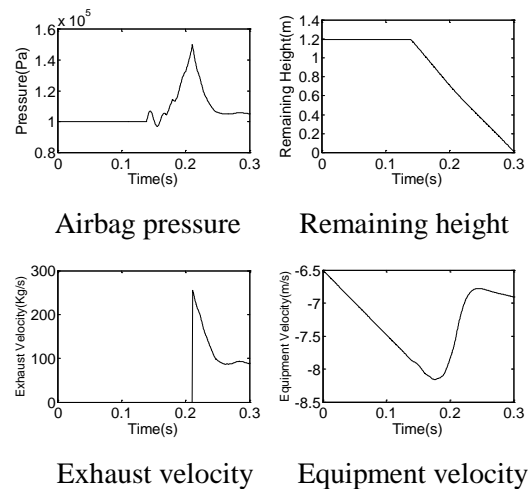 x 10^5
1.6
1.4
1.2
1
0.8
Pressure(Pa)
0 0.1 0.2 0.3
Time(s)
Airbag pressure
1.4
1.2
1
0.8
0.6
0.4
0.2
0
Remaining Height(m)
0 0.1 0.2 0.3
Time(s)
Remaining height
300
200
100
0
Exhaust Velocity(Kg/s)
0 0.1 0.2 0.3
Time(s)
Exhaust velocity
-6.5
-7
-7.5
-8
-8.5
Equipment Velocity(m/s)
0 0.1 0.2 0.3
Time(s)
Equipment velocity